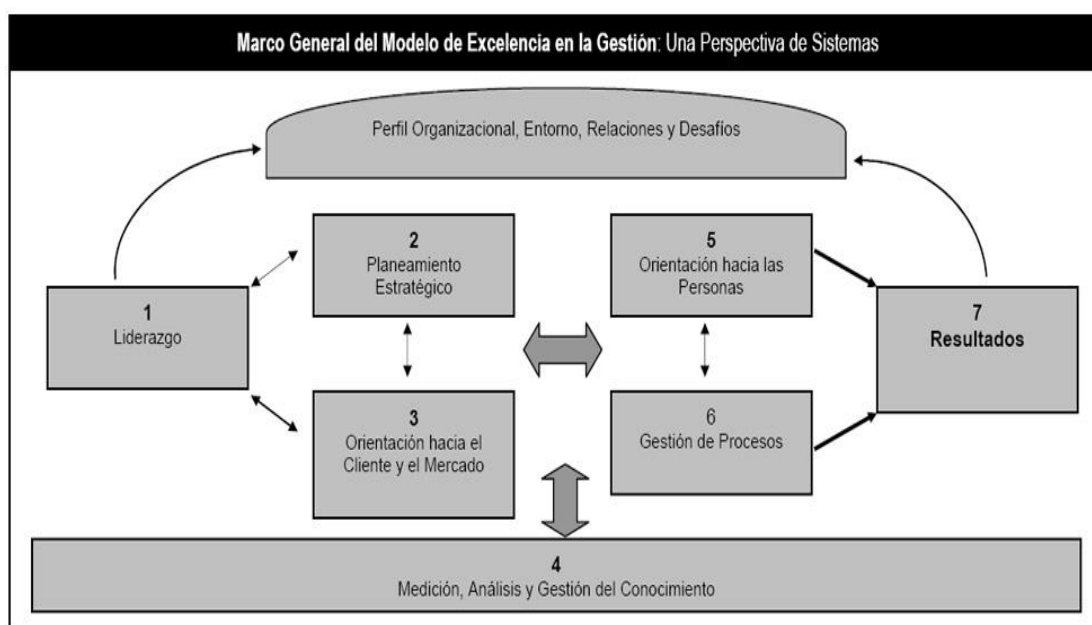 Marco General del Modelo de Excelencia en la Gestión: Una Perspectiva de Sistemas
Perfil Organizacional, Entorno, Relaciones y Desafíos
1
Liderazgo
2
Planeamiento
Estratégico
3
Orientación hacia el
Cliente y el Mercado
5
Orientación hacia las
Personas
6
Gestión de Procesos
7
Resultados
4
Medición, Análisis y Gestión del Conocimiento